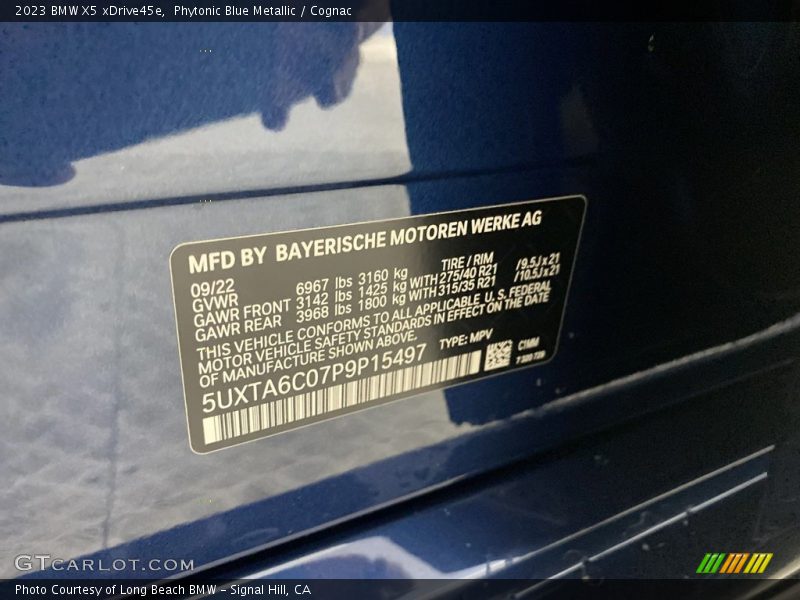 2023 BMW X5 xDrive45e, Phytonic Blue Metallic / Cognac
MFD BY BAYERISCHE MOTOREN WERKE AG
09/22 TIRE / RIM
GVWR 6967 lbs 3160 kg
GAWR FRONT 3142 lbs 1425 kg WITH 275/40 R21 /9.5J x 21
GAWR REAR 3968 lbs 1800 kg WITH 315/35 R21 /10.5J x 21
THIS VEHICLE CONFORMS TO ALL APPLICABLE U. S. FEDERAL
MOTOR VEHICLE SAFETY STANDARDS IN EFFECT ON THE DATE
OF MANUFACTURE SHOWN ABOVE.
5UXTA6C07P9P15497 TYPE: MPV
C1MM
GTCARLOT.COM
Photo Courtesy of Long Beach BMW – Signal Hill, CA